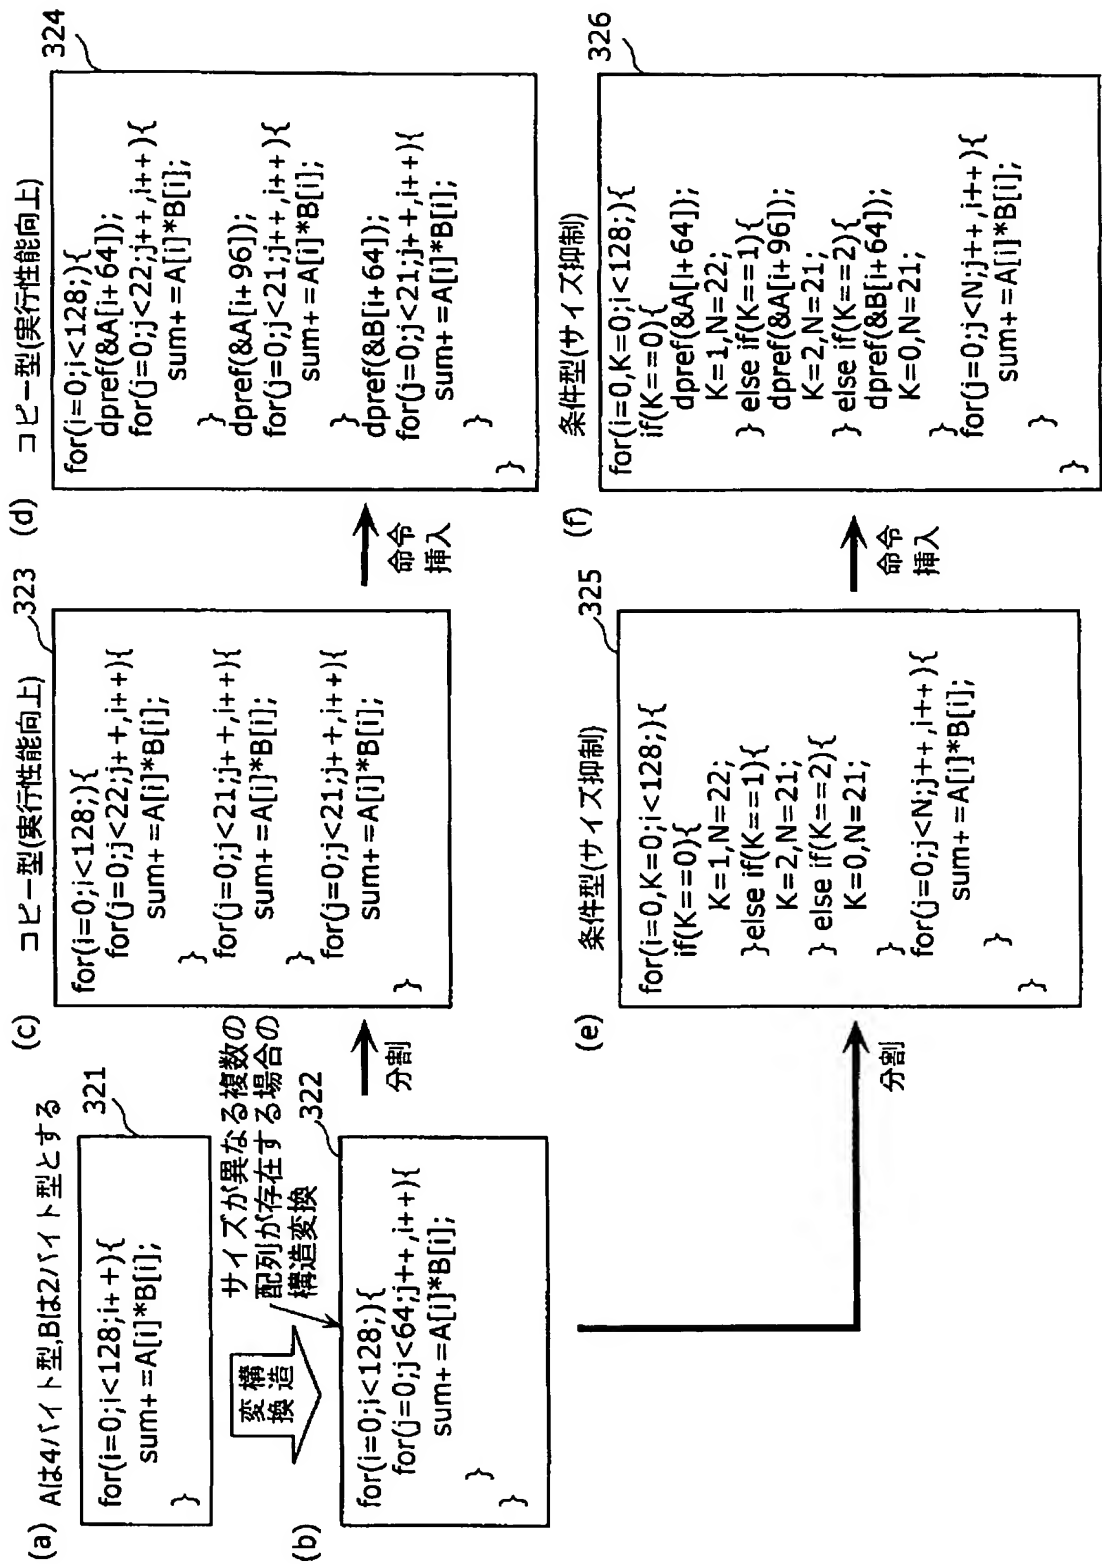 (a) Aは4バイト型,Bは2バイト型とする
321
for(i=0;i<128;i++){
sum+=A[i]*B[i];
}
構造
変換
サイズが異なる複数の
配列が存在する場合の
構造変換
(b)
322
for(i=0;i<128;){
for(j=0;j<64;j++,i++){
sum+=A[i]*B[i];
}
}
分割
(c) コピー型(実行性能向上)
323
for(i=0;i<128;){
for(j=0;j<22;j++,i++){
sum+=A[i]*B[i];
}
for(j=0;j<21;j++,i++){
sum+=A[i]*B[i];
}
for(j=0;j<21;j++,i++){
sum+=A[i]*B[i];
}
}
命令
挿入
(d) コピー型(実行性能向上)
324
for(i=0;i<128;){
dpref(&A[i+64]);
for(j=0;j<22;j++,i++){
sum+=A[i]*B[i];
}
dpref(&A[i+96]);
for(j=0;j<21;j++,i++){
sum+=A[i]*B[i];
}
dpref(&B[i+64]);
for(j=0;j<21;j++,i++){
sum+=A[i]*B[i];
}
}
分割
(e) 条件型(サイズ抑制)
325
for(i=0,K=0;i<128;){
if(K==0){
K=1,N=22;
}else if(K==1){
K=2,N=21;
} else if(K==2){
K=0,N=21;
}
for(j=0;j<N;j++,i++){
sum+=A[i]*B[i];
}
}
命令
挿入
(f) 条件型(サイズ抑制)
326
for(i=0,K=0;i<128;){
if(K==0){
dpref(&A[i+64]);
K=1,N=22;
} else if(K==1){
dpref(&A[i+96]);
K=2,N=21;
} else if(K==2){
dpref(&B[i+64]);
K=0,N=21;
}
for(j=0;j<N;j++,i++){
sum+=A[i]*B[i];
}
}